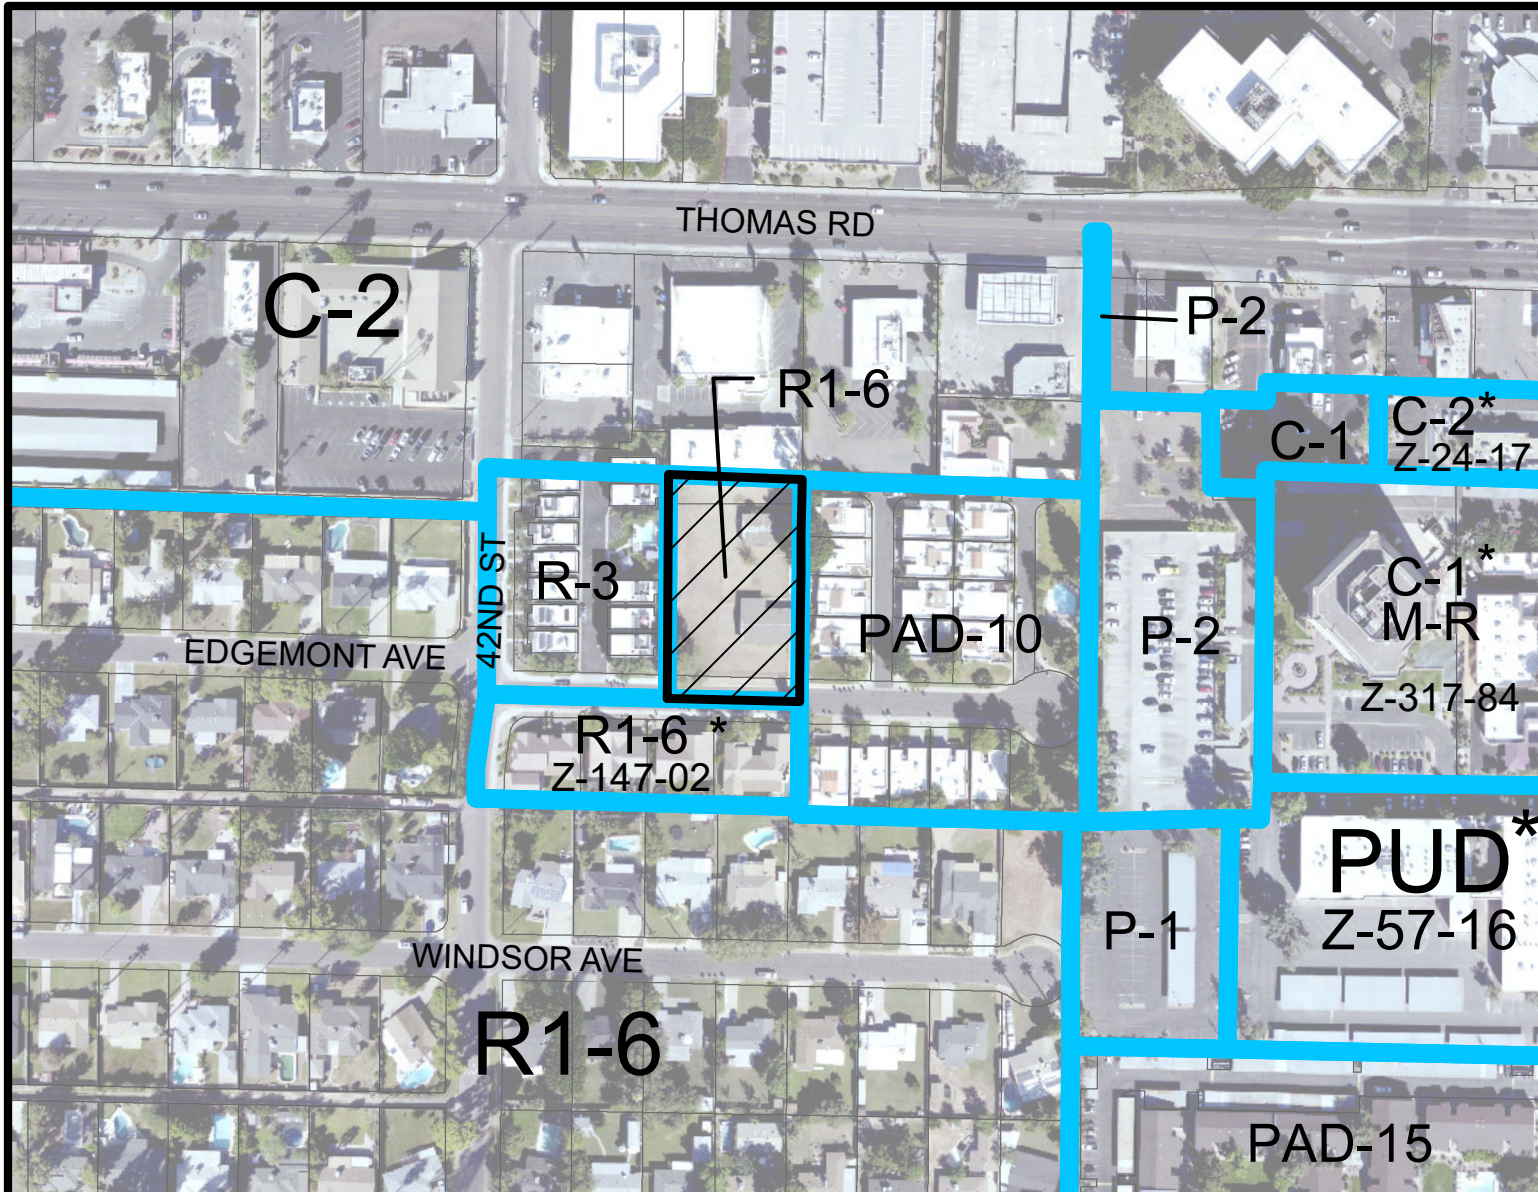 THOMAS RD
C-2
P-2
R1-6
C-2*
C-1
Z-24-17
42ND ST
R-3
C-1*
M-R
PAD-10
P-2
EDGEMONT AVE
Z-317-84
R1-6 *
Z-147-02
PUD*
P-1
Z-57-16
WINDSOR AVE
R1-6
PAD-15